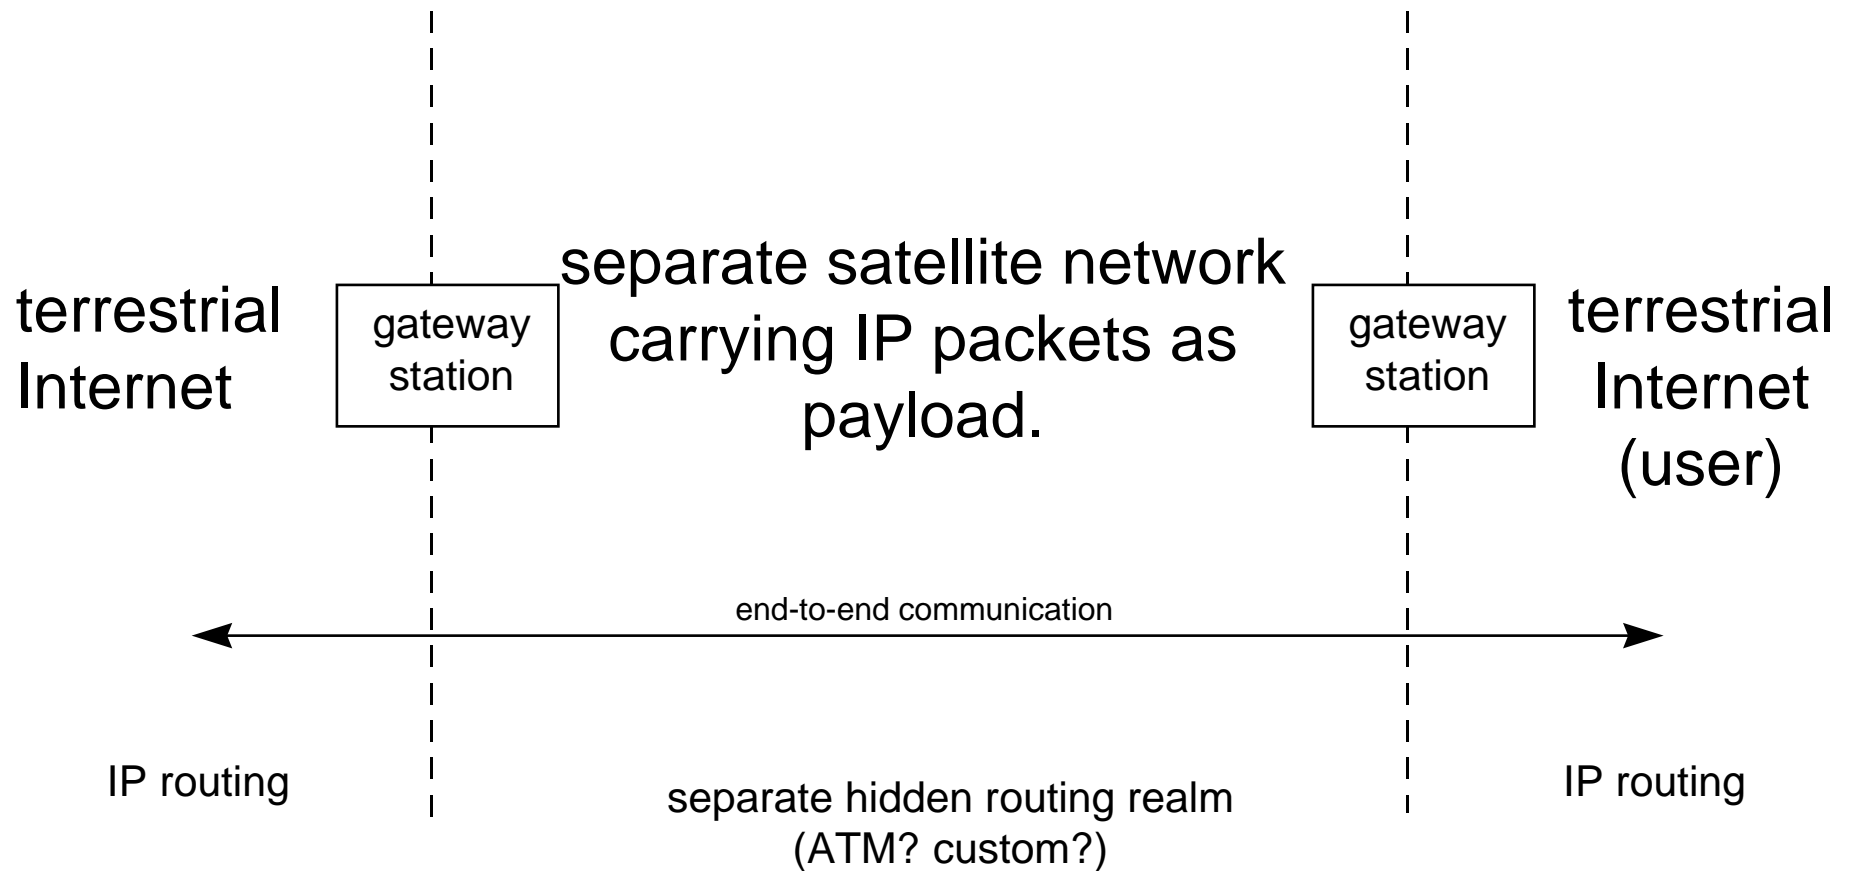 terrestrial
Internet
gateway
station
separate satellite network
carrying IP packets as
payload.
gateway
station
terrestrial
Internet
(user)
end-to-end communication
IP routing
separate hidden routing realm
(ATM? custom?)
IP routing